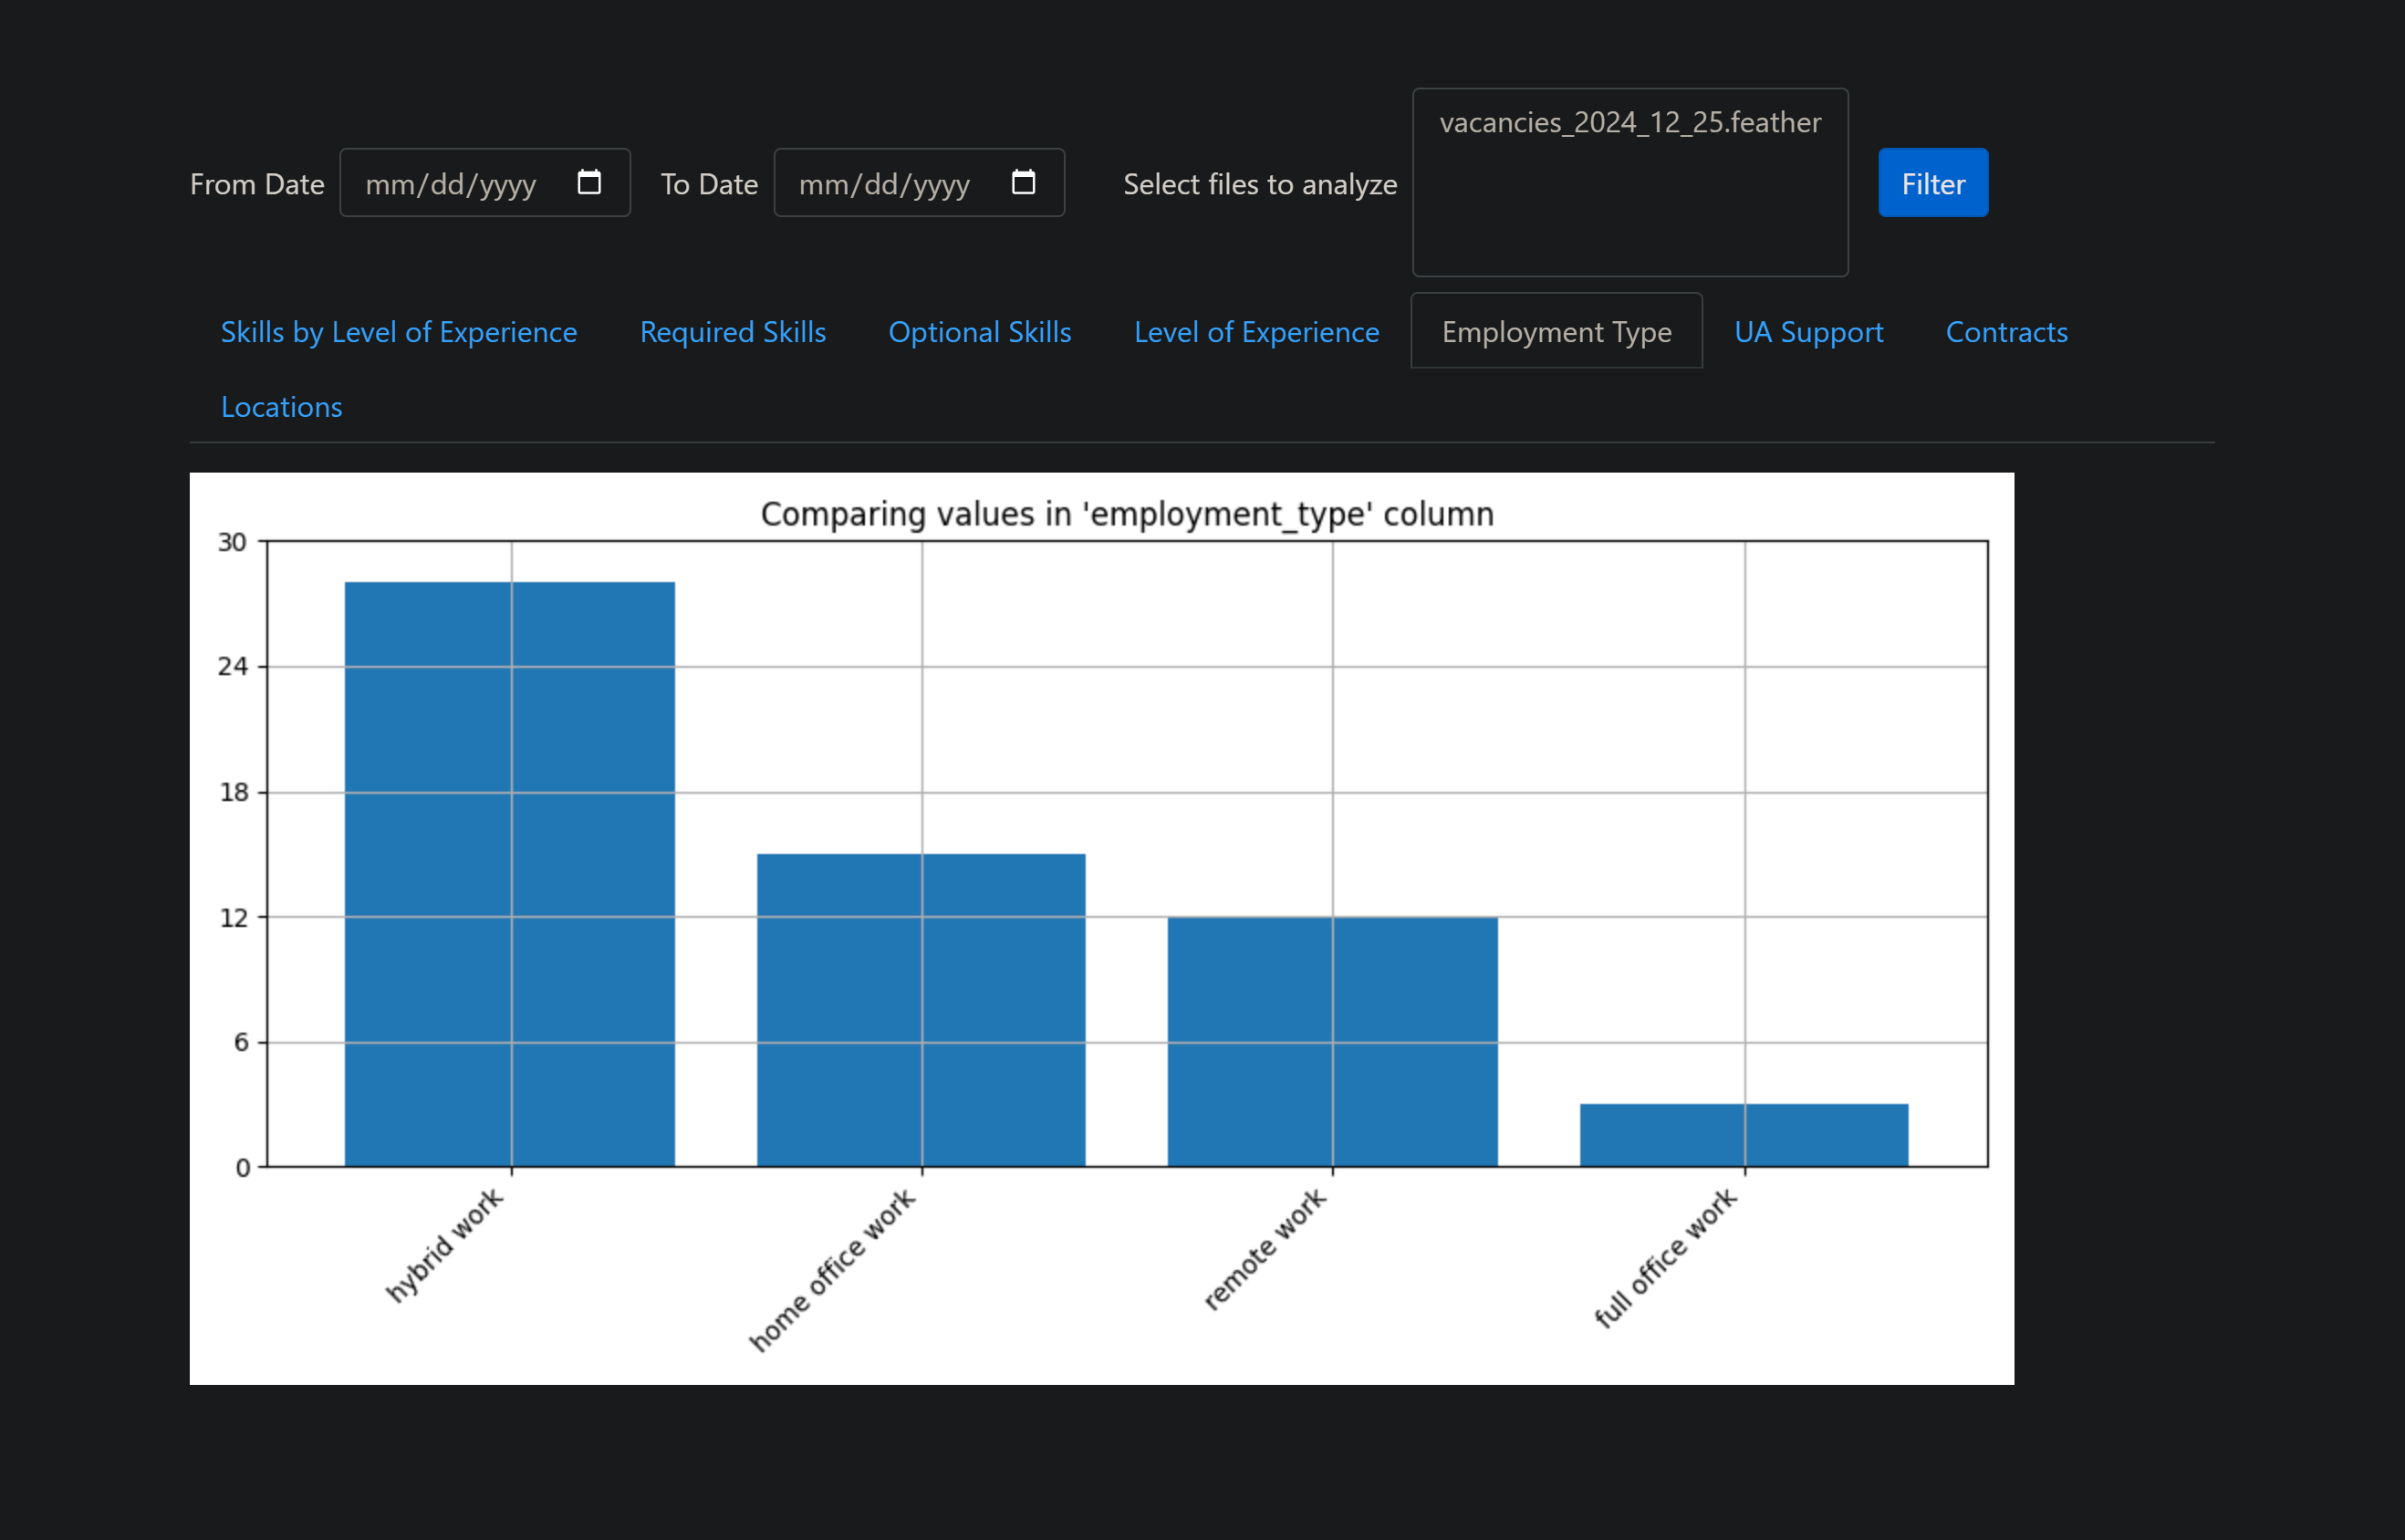 vacancies_2024_12_25.feather
From Date mm/dd/yyyy To Date mm/dd/yyyy Select files to analyze Filter
Skills by Level of Experience Required Skills Optional Skills Level of Experience Employment Type UA Support Contracts
Locations
Comparing values in 'employment_type' column
30
24
18
12
6
0
hybrid work
home office work
remote work
full office work